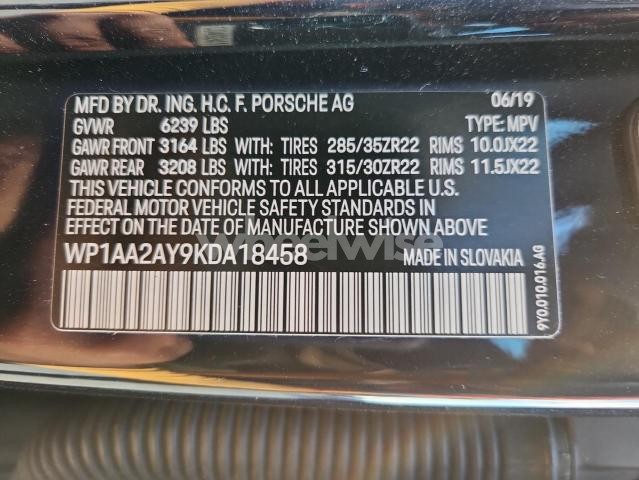 MFD BY DR. ING. H.C. F. PORSCHE AG 06/19
GVWR 6239 LBS TYPE: MPV
GAWR FRONT 3164 LBS WITH: TIRES 285/35ZR22 RIMS 10.0JX22
GAWR REAR 3208 LBS WITH: TIRES 315/30ZR22 RIMS 11.5JX22
THIS VEHICLE CONFORMS TO ALL APPLICABLE U.S.
FEDERAL MOTOR VEHICLE SAFETY STANDARDS IN
EFFECT ON THE DATE OF MANUFACTURE SHOWN ABOVE
WP1AA2AY9KDA18458 MADE IN SLOVAKIA
9Y0.010.016.AG